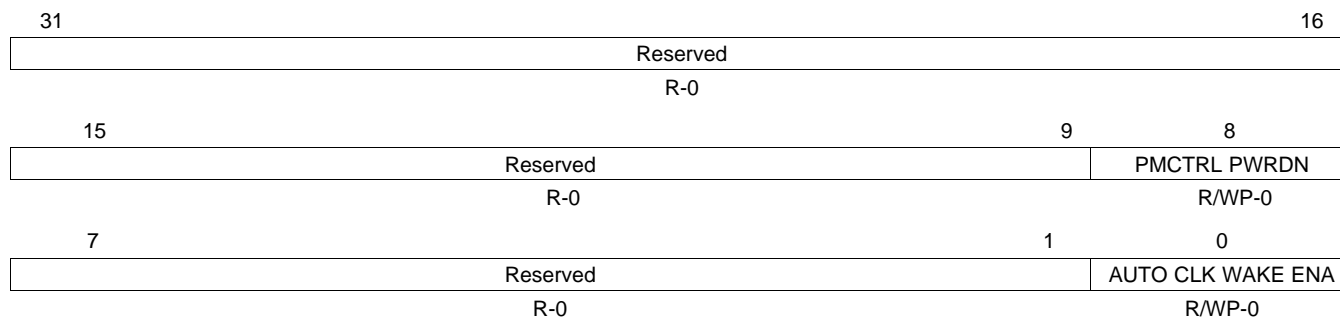 31 16
Reserved
R-0
15 9 8
Reserved PMCTRL PWRDN
R-0 R/WP-0
7 1 0
Reserved AUTO CLK WAKE ENA
R-0 R/WP-0